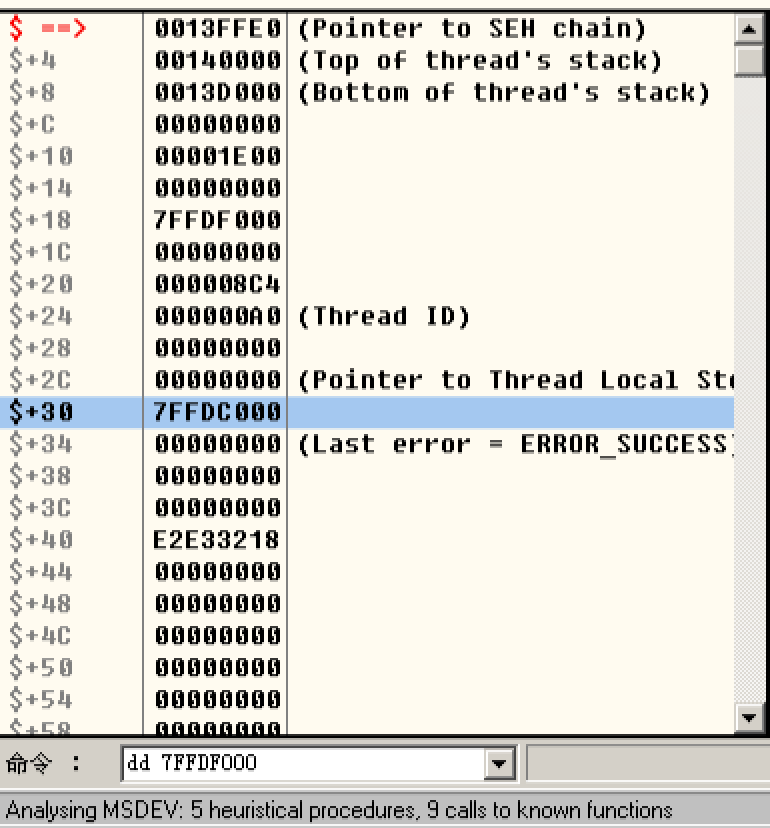 $ ==> 0013FFE0 (Pointer to SEH chain)
$+4 00140000 (Top of thread's stack)
$+8 0013D000 (Bottom of thread's stack)
$+C 00000000
$+10 00001E00
$+14 00000000
$+18 7FFDF000
$+1C 00000000
$+20 000008C4
$+24 000000A0 (Thread ID)
$+28 00000000
$+2C 00000000 (Pointer to Thread Local
$+30 7FFDC000
$+34 00000000 (Last error = ERROR_SUCCESS)
$+38 00000000
$+3C 00000000
$+40 E2E33218
$+44 00000000
$+48 00000000
$+4C 00000000
$+50 00000000
$+54 00000000
$+58 00000000
命令 : dd 7FFDF000
Analysing MSDEV: 5 heuristical procedures, 9 calls to known functions